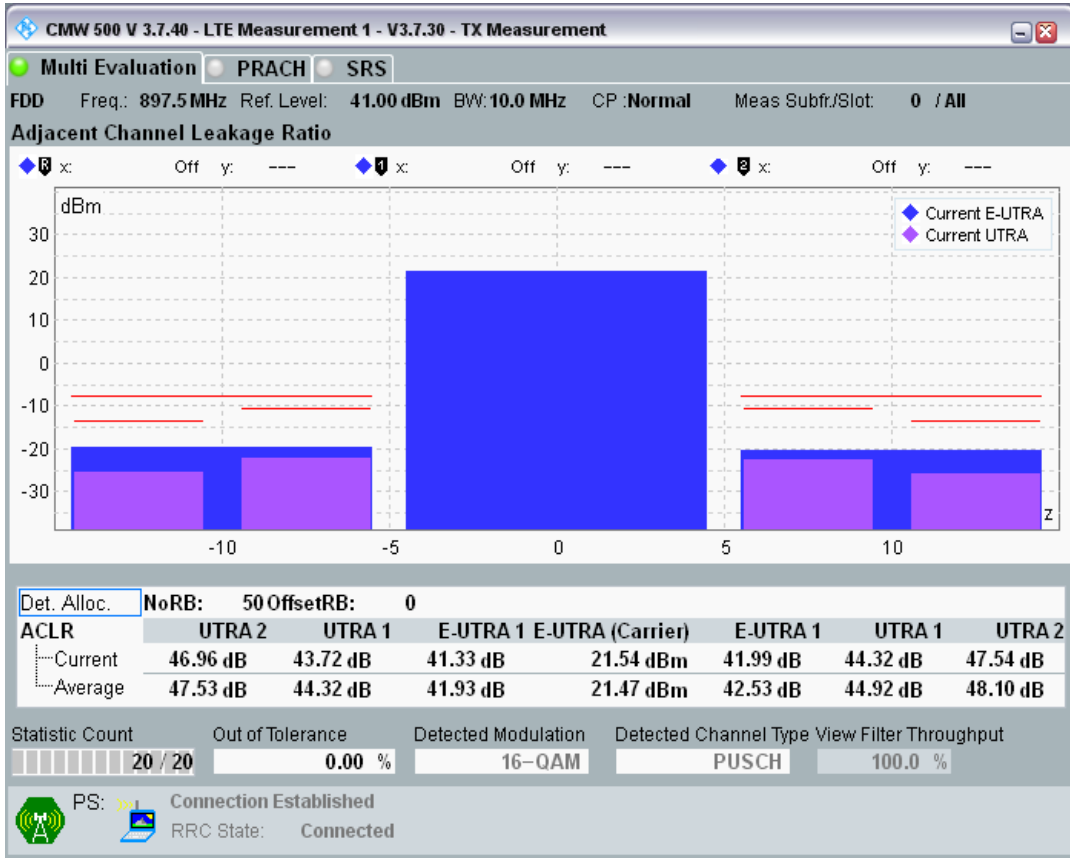 CMW 500 V 3.7.40 - LTE Measurement 1 - V3.7.30 - TX Measurement
Multi Evaluation PRACH SRS
FDD Freq.: 897.5 MHz Ref. Level: 41.00 dBm BW: 10.0 MHz CP :Normal Meas Subfr./Slot: 0 / All
Adjacent Channel Leakage Ratio
R x: Off y: --- 1 x: Off y: --- 2 x: Off y: ---
dBm
Current E-UTRA
Current UTRA
30
20
10
0
-10
-20
-30
z
-10 -5 0 5 10
Det. Alloc. NoRB: 50 OffsetRB: 0
ACLR UTRA 2 UTRA 1 E-UTRA 1 E-UTRA (Carrier) E-UTRA 1 UTRA 1 UTRA 2
Current 46.96 dB 43.72 dB 41.33 dB 21.54 dBm 41.99 dB 44.32 dB 47.54 dB
Average 47.53 dB 44.32 dB 41.93 dB 21.47 dBm 42.53 dB 44.92 dB 48.10 dB
Statistic Count Out of Tolerance Detected Modulation Detected Channel Type View Filter Throughput
20 / 20 0.00 % 16-QAM PUSCH 100.0 %
PS: Connection Established
RRC State: Connected